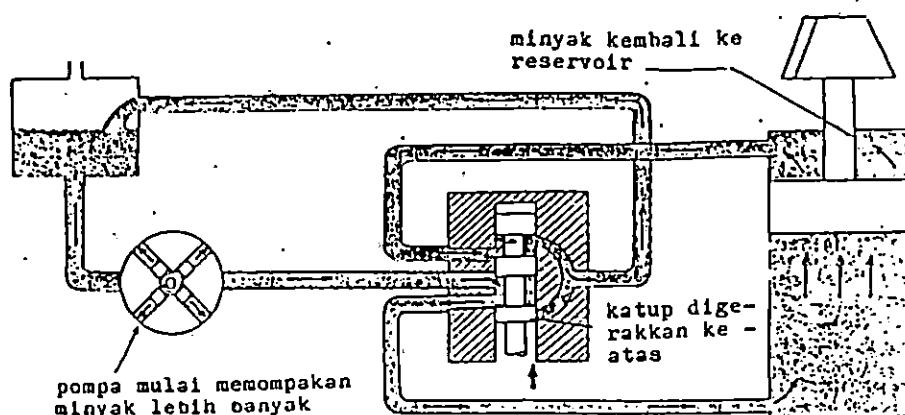 minyak kembali ke
reservoir
katup dige-
rakkan ke -
atas
pompa mulai memompakan
minyak lebih banyak